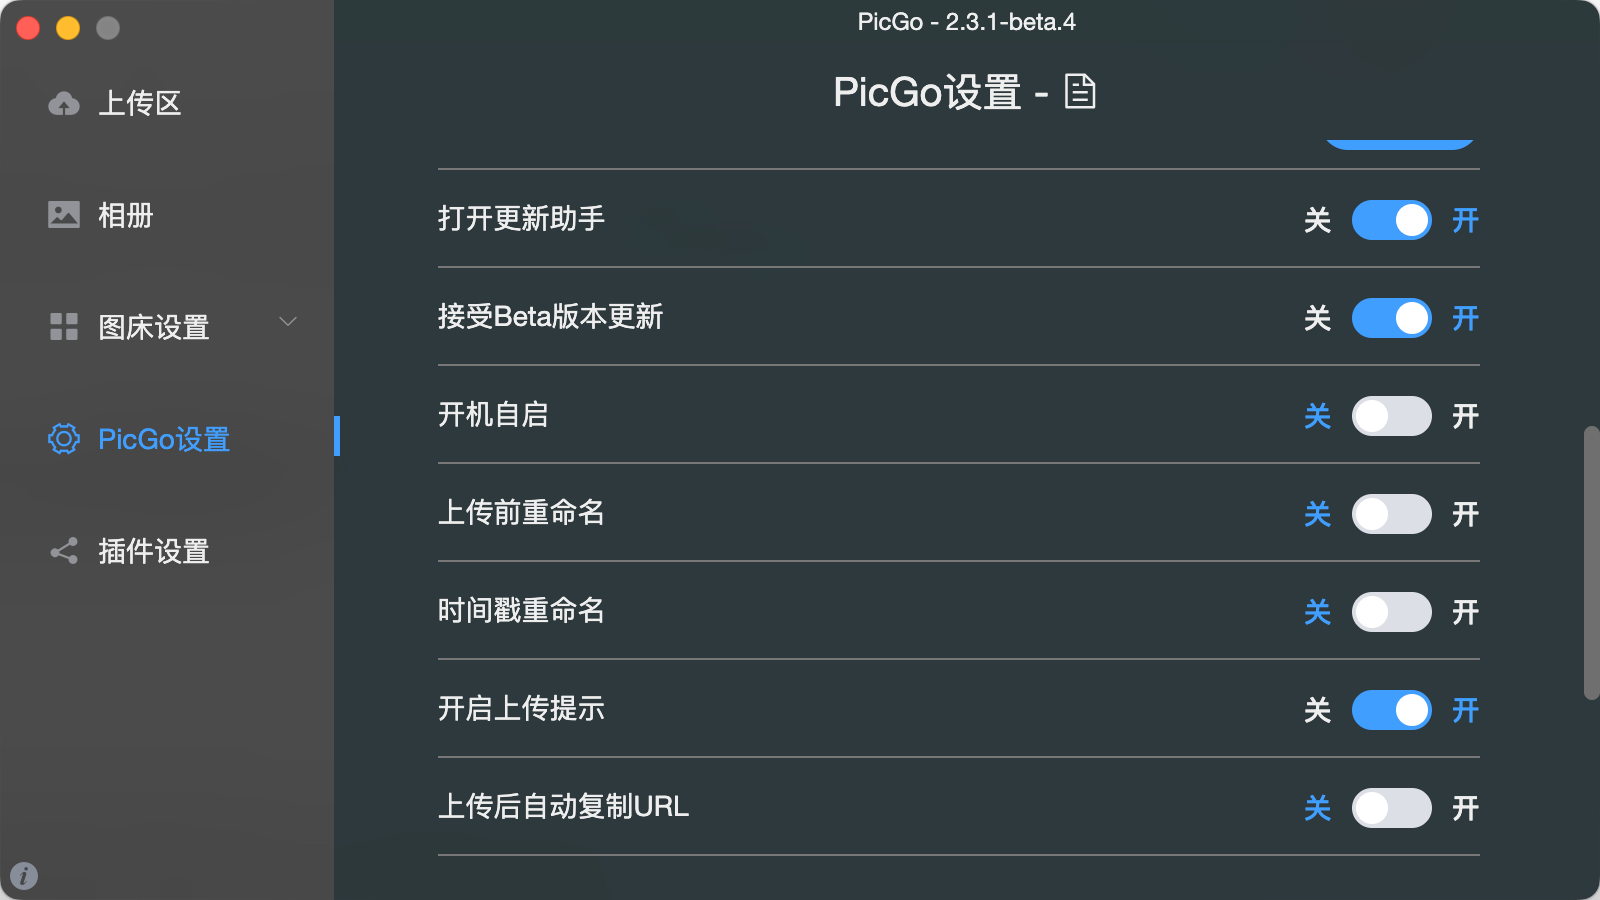 PicGo - 2.3.1-beta.4
PicGo设置 -
上传区
相册
图床设置
PicGo设置
插件设置
打开更新助手 关 开
接受Beta版本更新 关 开
开机自启 关 开
上传前重命名 关 开
时间戳重命名 关 开
开启上传提示 关 开
上传后自动复制URL 关 开